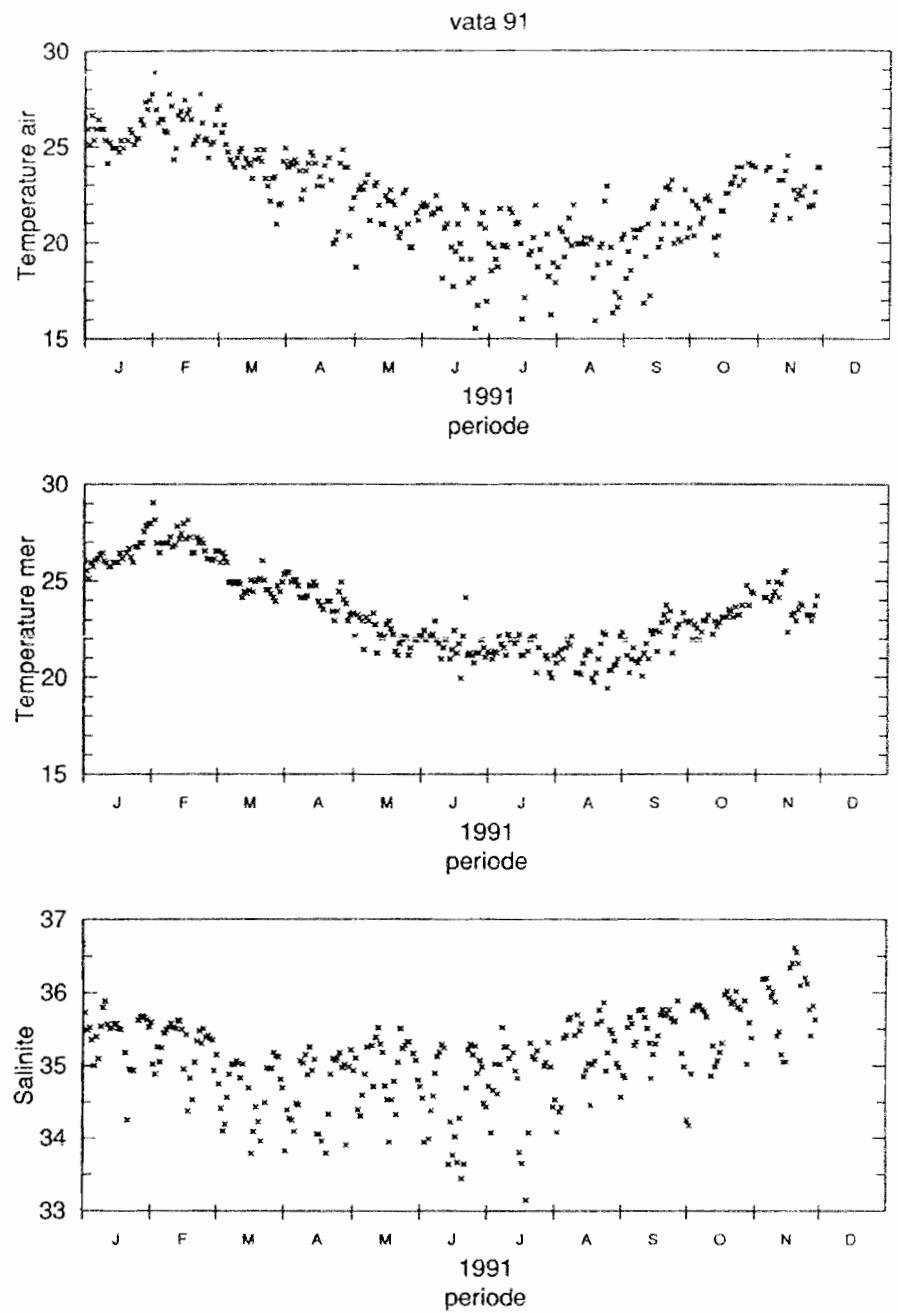 vata 91
30
25
20
15
Temperature air
J F M A M J J A S O N D
1991
periode
30
25
20
15
Temperature mer
J F M A M J J A S O N D
1991
periode
37
36
35
34
33
Salinite
J F M A M J J A S O N D
1991
periode